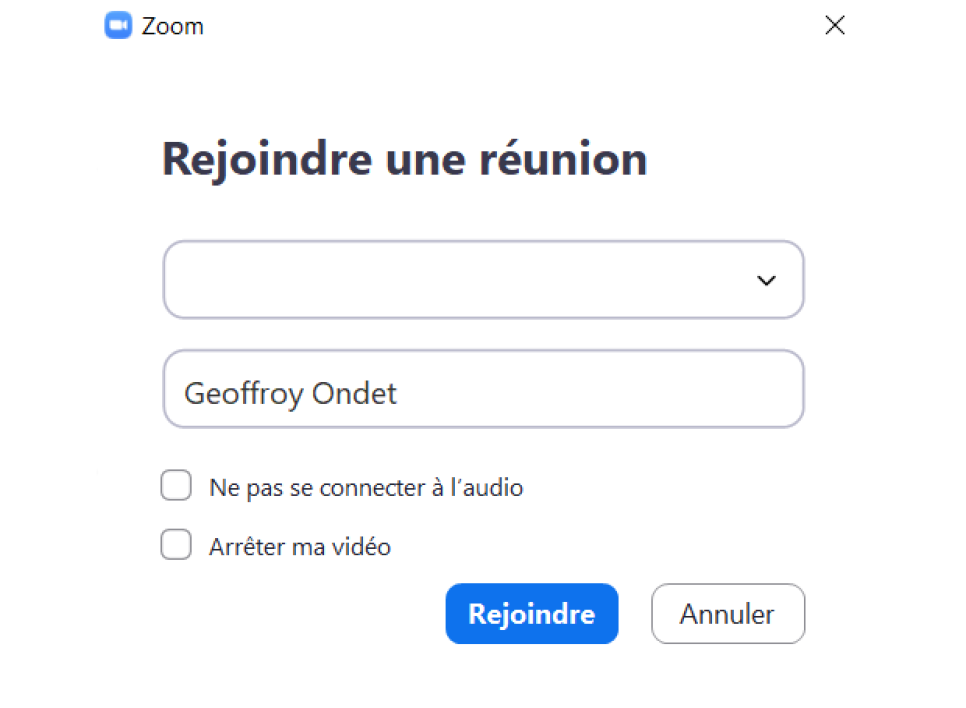 Zoom
Rejoindre une réunion
Geoffroy Ondet
Ne pas se connecter à l'audio
Arrêter ma vidéo
Rejoindre
Annuler